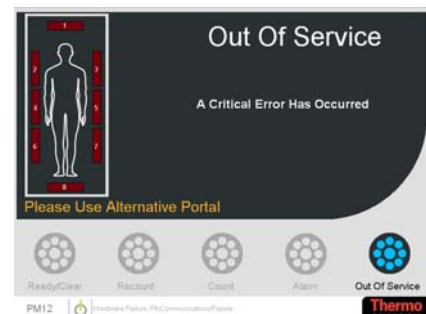 Out Of Service
1
2
3
A Critical Error Has Occurred
4
5
6
7
8
Please Use Alternative Portal
Ready/Clear
Recount
Count
Alarm
Out Of Service
PM12
Hardware Failure PlcCommunicationsFailure
Thermo